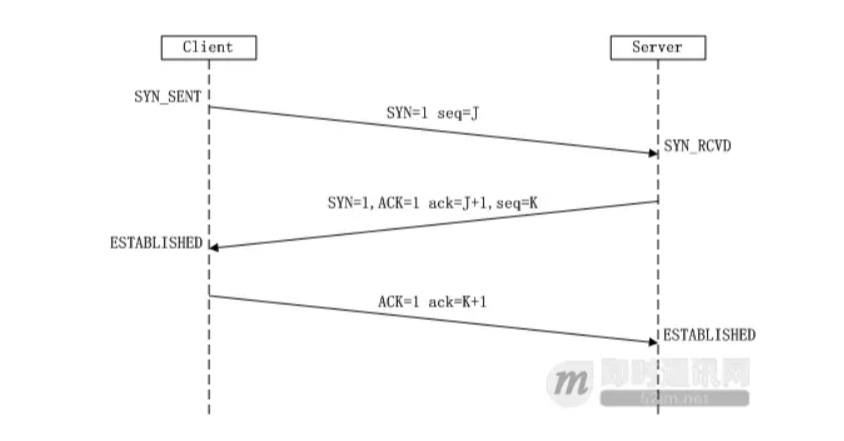 Client
Server
SYN_SENT
SYN=1 seq=J
SYN_RCVD
SYN=1,ACK=1 ack=J+1,seq=K
ESTABLISHED
ACK=1 ack=K+1
ESTABLISHED
m 即时通讯网
52im.net